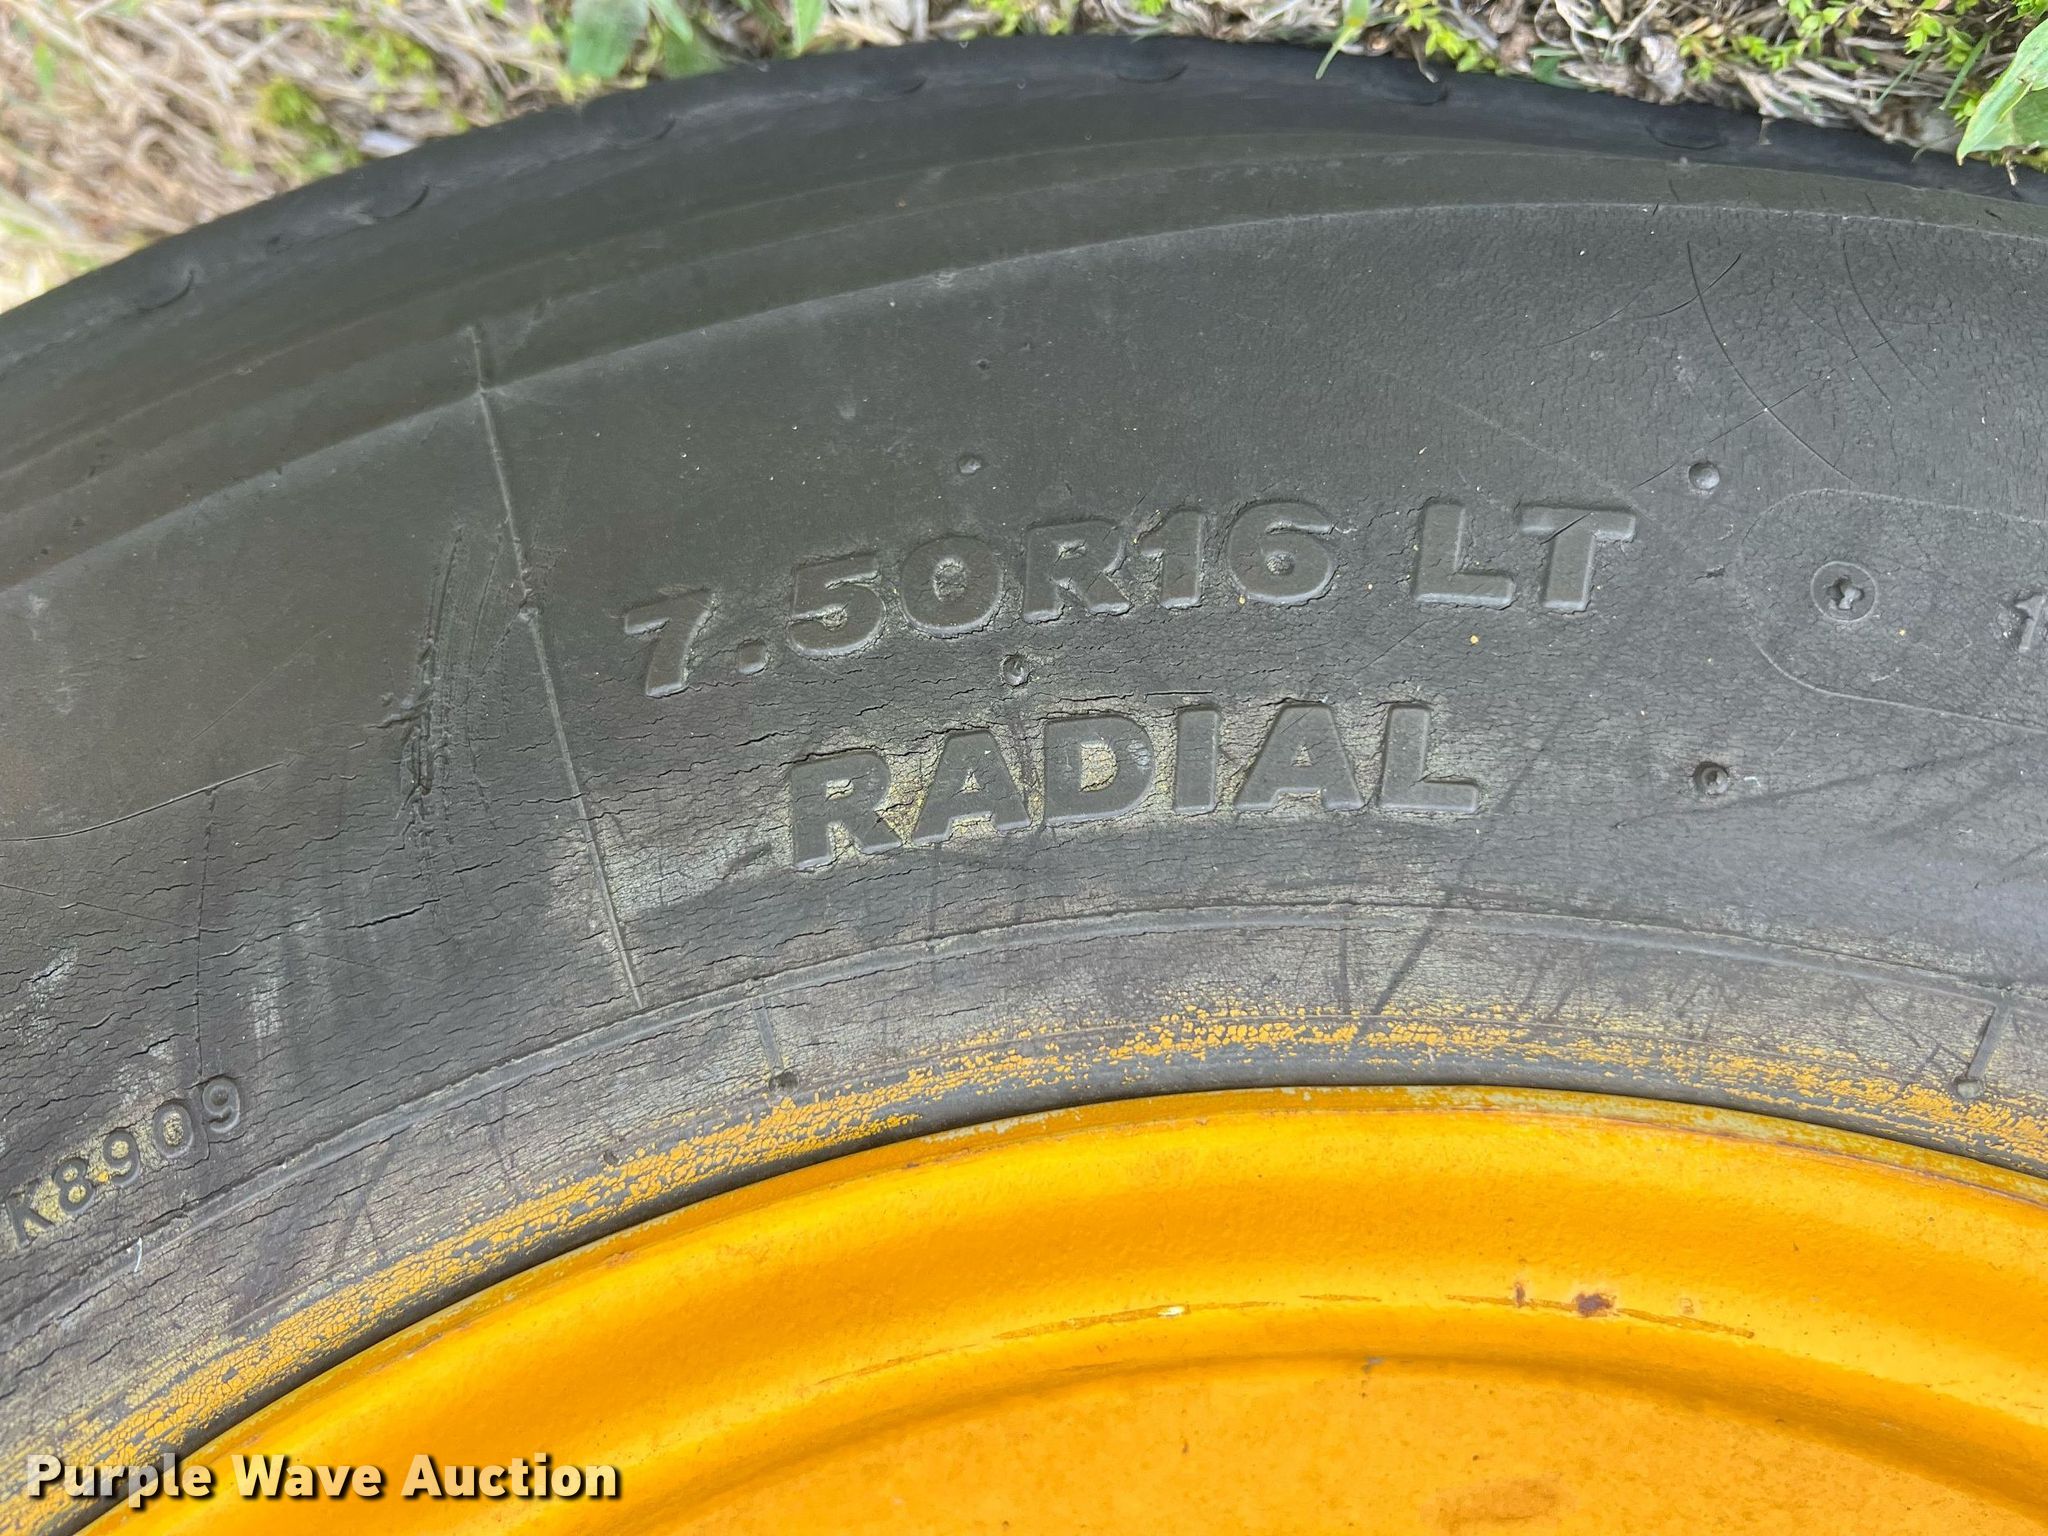 7.50R16 LT
RADIAL
K8909
Purple Wave Auction